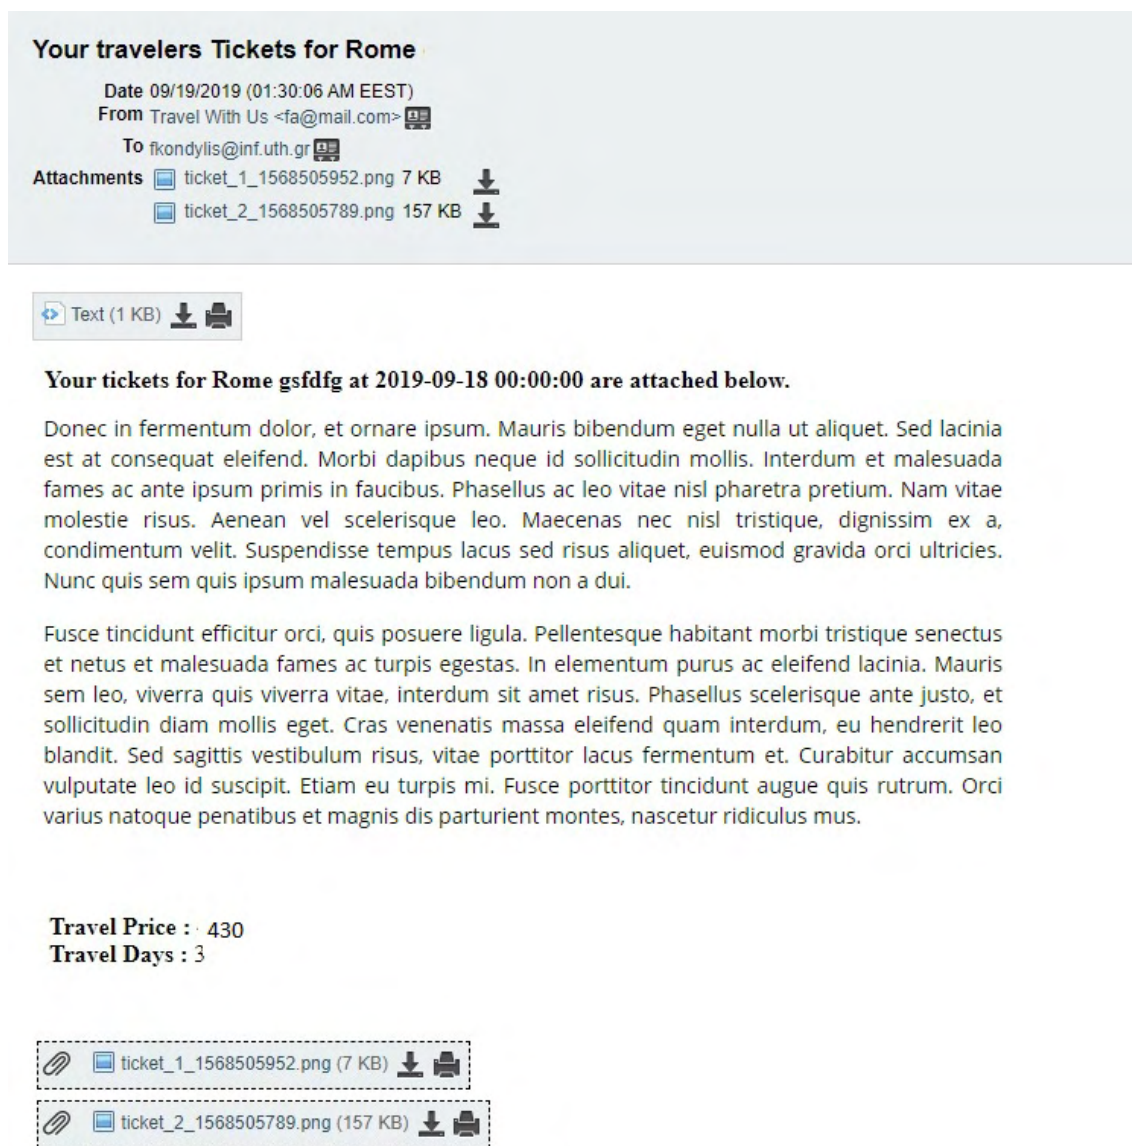 Your travelers Tickets for Rome
Date 09/19/2019 (01:30:06 AM EEST)
From Travel With Us <fa@mail.com>
To fkondylis@inf.uth.gr
Attachments ticket_1_1568505952.png 7 KB
ticket_2_1568505789.png 157 KB
Text (1 KB)
Your tickets for Rome gsfdfg at 2019-09-18 00:00:00 are attached below.
Donec in fermentum dolor, et ornare ipsum. Mauris bibendum eget nulla ut aliquet. Sed lacinia
est at consequat eleifend. Morbi dapibus neque id sollicitudin mollis. Interdum et malesuada
fames ac ante ipsum primis in faucibus. Phasellus ac leo vitae nisl pharetra pretium. Nam vitae
molestie risus. Aenean vel scelerisque leo. Maecenas nec nisl tristique, dignissim ex a,
condimentum velit. Suspendisse tempus lacus sed risus aliquet, euismod gravida orci ultricies.
Nunc quis sem quis ipsum malesuada bibendum non a dui.
Fusce tincidunt efficitur orci, quis posuere ligula. Pellentesque habitant morbi tristique senectus
et netus et malesuada fames ac turpis egestas. In elementum purus ac eleifend lacinia. Mauris
sem leo, viverra quis viverra vitae, interdum sit amet risus. Phasellus scelerisque ante justo, et
sollicitudin diam mollis eget. Cras venenatis massa eleifend quam interdum, eu hendrerit leo
blandit. Sed sagittis vestibulum risus, vitae porttitor lacus fermentum et. Curabitur accumsan
vulputate leo id suscipit. Etiam eu turpis mi. Fusce porttitor tincidunt augue quis rutrum. Orci
varius natoque penatibus et magnis dis parturient montes, nascetur ridiculus mus.
Travel Price : 430
Travel Days : 3
ticket_1_1568505952.png (7 KB)
ticket_2_1568505789.png (157 KB)